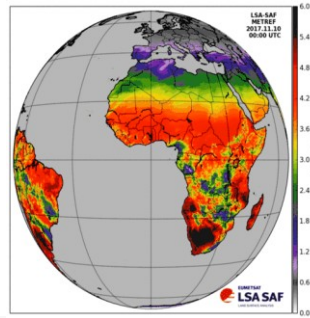 LSA-SAF
METREF
2017.11.10
00:00 UTC
6.0
5.4
4.8
4.2
3.6
3.0
2.4
1.8
1.2
0.6
0.0
EUMETSAT
LSA SAF
LAND SURFACE ANALYSIS